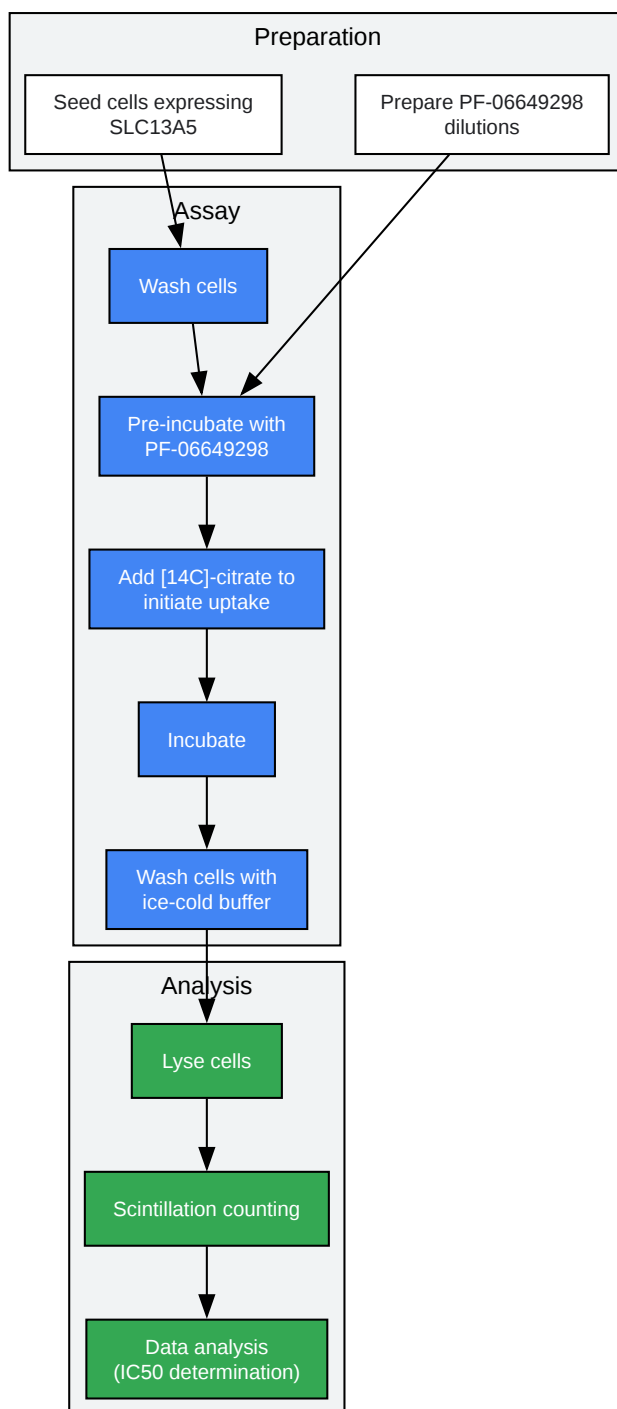 Preparation
Seed cells expressing
SLC13A5
Prepare PF-06649298
dilutions
Assay
Wash cells
Pre-incubate with
PF-06649298
Add [14C]-citrate to
initiate uptake
Incubate
Wash cells with
ice-cold buffer
Analysis
Lyse cells
Scintillation counting
Data analysis
(IC50 determination)